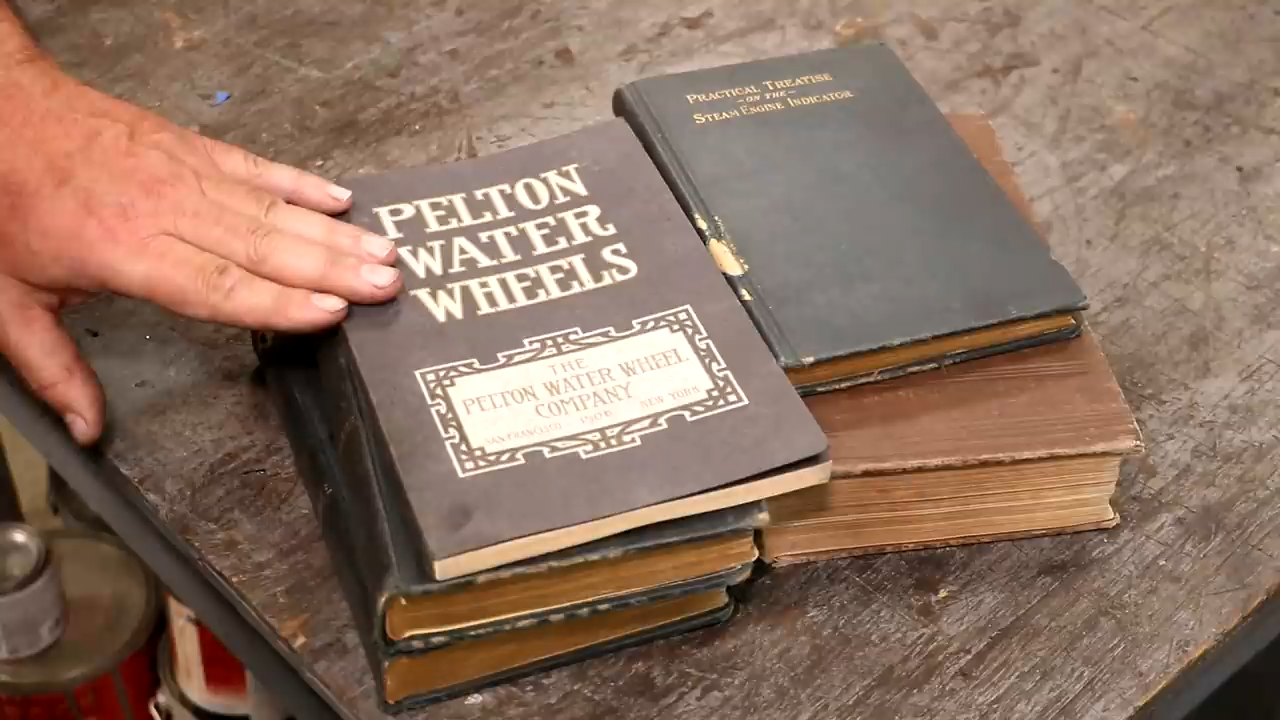 PELTON
WATER
WHEELS
THE
PELTON WATER WHEEL
COMPANY
SAN FRANCISCO 1906 NEW YORK
PRACTICAL TREATISE
- ON THE -
STEAM ENGINE INDICATOR